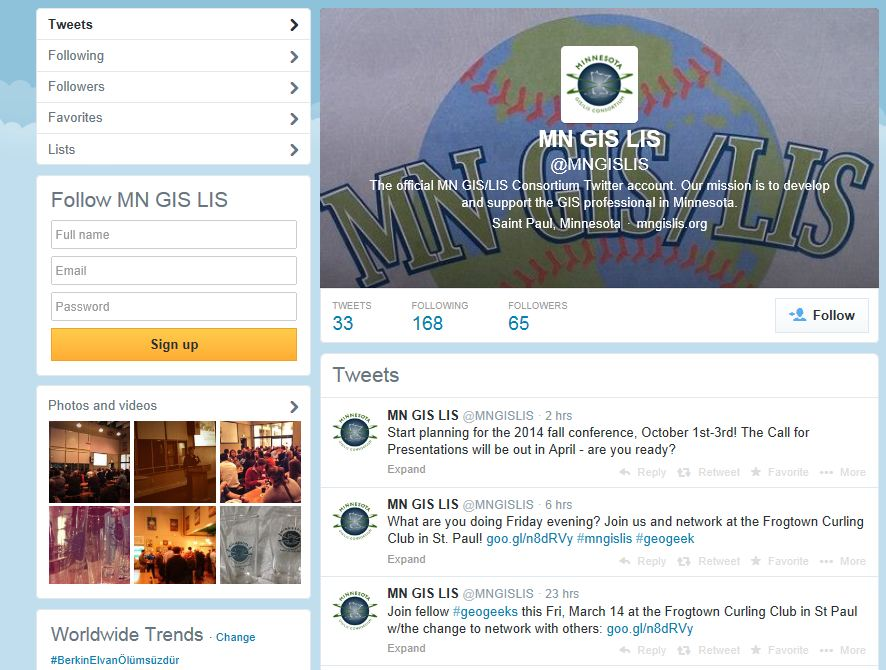 Tweets
Following
Followers
Favorites
Lists
Follow MN GIS LIS
Full name
Email
Password
Sign up
Photos and videos
Worldwide Trends · Change
#BerkinElvanÖlümsüzdür
MINNESOTA
GIS/LIS CONSORTIUM
MN GIS/LIS
MN GIS LIS
@MNGISLIS
The official MN GIS/LIS Consortium Twitter account. Our mission is to develop
and support the GIS professional in Minnesota.
Saint Paul, Minnesota · mngislis.org
TWEETS FOLLOWING FOLLOWERS
33 168 65
Follow
Tweets
MN GIS LIS @MNGISLIS · 2 hrs
Start planning for the 2014 fall conference, October 1st-3rd! The Call for
Presentations will be out in April - are you ready?
Expand
Reply Retweet Favorite More
MN GIS LIS @MNGISLIS · 6 hrs
What are you doing Friday evening? Join us and network at the Frogtown Curling
Club in St. Paul! goo.gl/n8dRVy #mngislis #geogeek
Expand
Reply Retweet Favorite More
MN GIS LIS @MNGISLIS · 23 hrs
Join fellow #geogeeks this Fri, March 14 at the Frogtown Curling Club in St Paul
w/the change to network with others: goo.gl/n8dRVy
Expand
Reply Retweet Favorite More